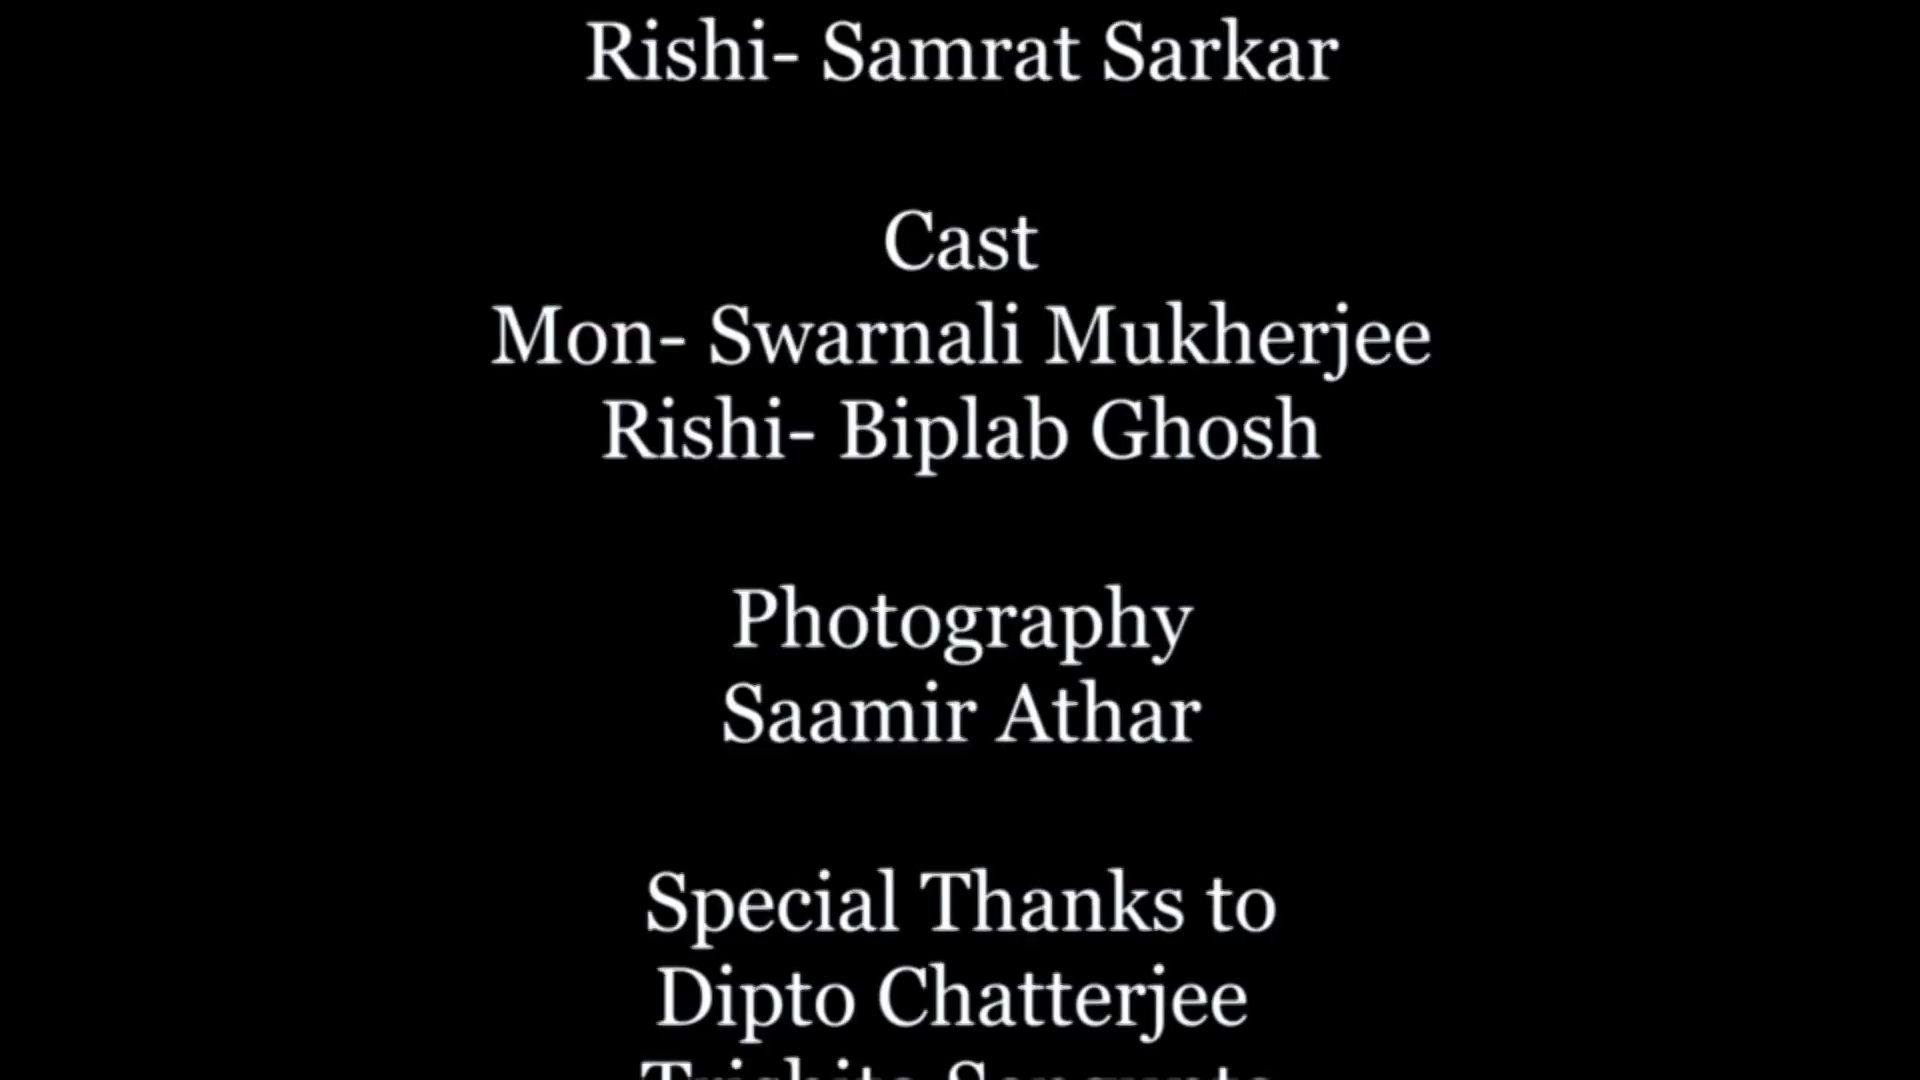 Rishi- Samrat Sarkar
Cast
Mon- Swarnali Mukherjee
Rishi- Biplab Ghosh
Photography
Saamir Athar
Special Thanks to
Dipto Chatterjee